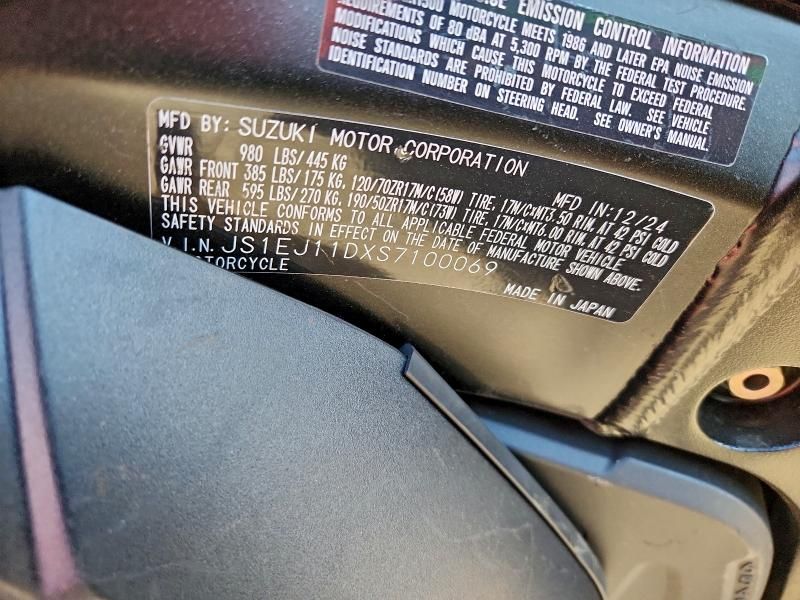 NOISE EMISSION CONTROL INFORMATION
MOTORCYCLE MEETS 1986 AND LATER EPA NOISE EMISSION
REQUIREMENTS OF 80 dBA AT 5,300 RPM BY THE FEDERAL TEST PROCEDURE.
MODIFICATIONS WHICH CAUSE THIS MOTORCYCLE TO EXCEED FEDERAL
NOISE STANDARDS ARE PROHIBITED BY FEDERAL LAW. SEE VEHICLE
IDENTIFICATION NUMBER ON STEERING HEAD. SEE OWNER'S MANUAL.
MFD BY: SUZUKI MOTOR CORPORATION
GVWR 980 LBS/445 KG MFD IN:12/24
GAWR FRONT 385 LBS/175 KG, 120/70ZR17M/C(58W) TIRE, 17M/C×MT3.50 RIM, AT 42 PSI COLD
GAWR REAR 595 LBS/270 KG, 190/50ZR17M/C(73W) TIRE, 17M/C×MT6.00 RIM, AT 42 PSI COLD
THIS VEHICLE CONFORMS TO ALL APPLICABLE FEDERAL MOTOR VEHICLE
SAFETY STANDARDS IN EFFECT ON THE DATE OF MANUFACTURE SHOWN ABOVE.
V.I.N. JS1EJ11DXS7100069
MOTORCYCLE MADE IN JAPAN